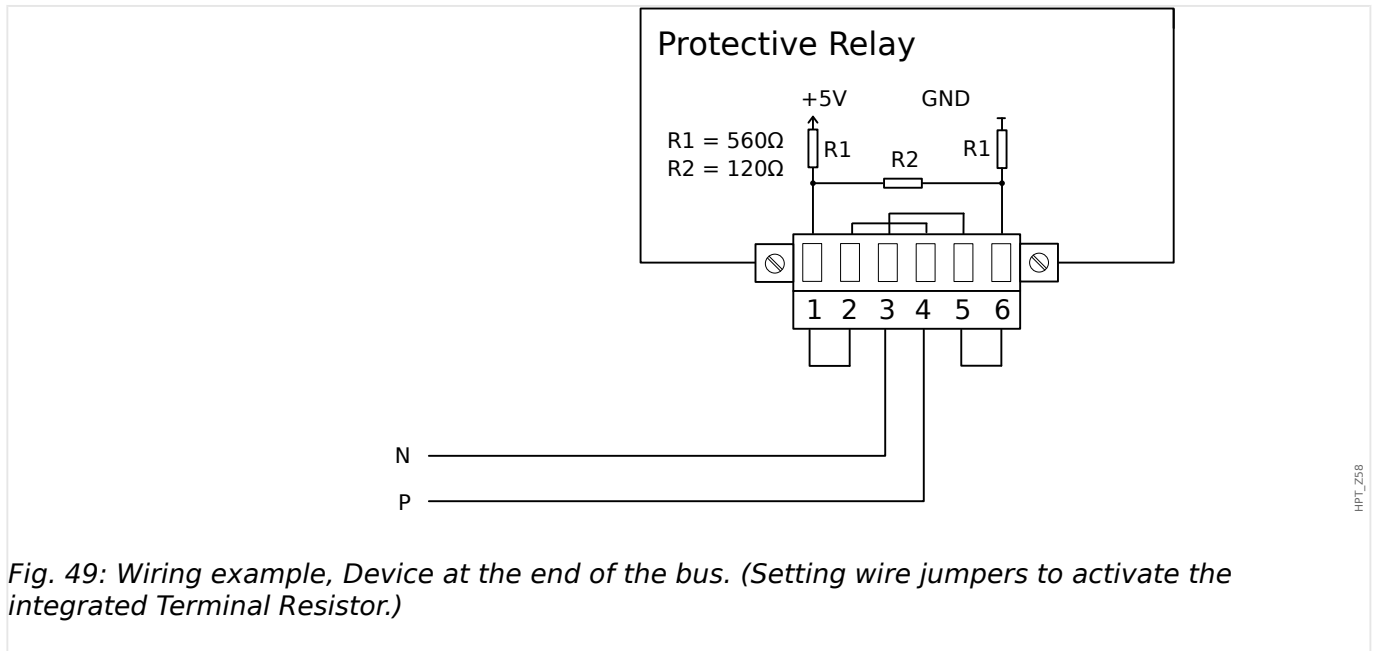 Protective Relay
+5V GND
R1 = 560Ω
R2 = 120Ω
R1 R2 R1
1 2 3 4 5 6
N
P
HPT_Z58
Fig. 49: Wiring example, Device at the end of the bus. (Setting wire jumpers to activate the
integrated Terminal Resistor.)